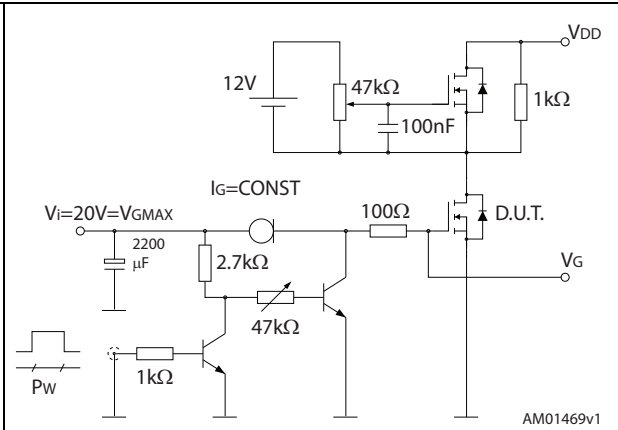 VDD
12V
47kΩ
1kΩ
100nF
IG=CONST
Vi=20V=VGMAX
100Ω
D.U.T.
2200
μF
2.7kΩ
VG
47kΩ
1kΩ
PW
AM01469v1